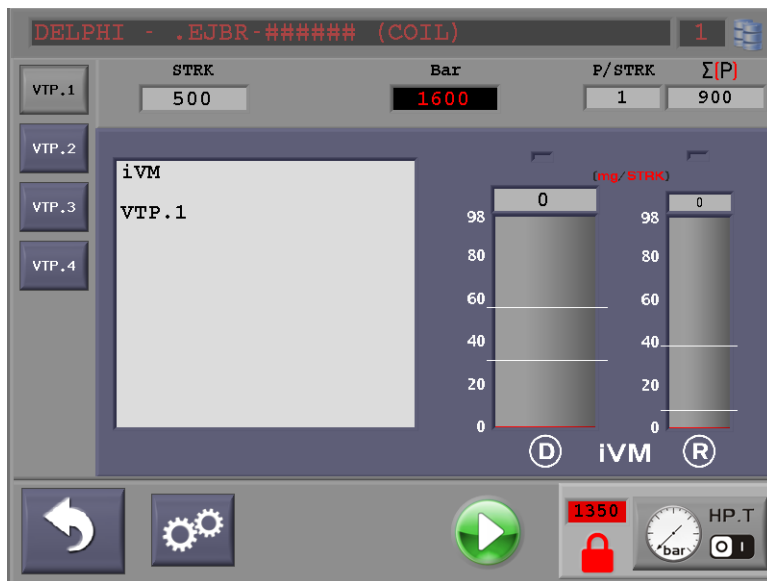 DELPHI - .EJBR-###### (COIL)
1
STRK
Bar
P/STRK
Σ(P)
500
1600
1
900
VTP.1
VTP.2
VTP.3
VTP.4
iVM
VTP.1
(mg/STRK)
0
0
98
80
60
40
20
0
98
80
60
40
20
0
D
iVM
R
1350
bar
HP.T
O I